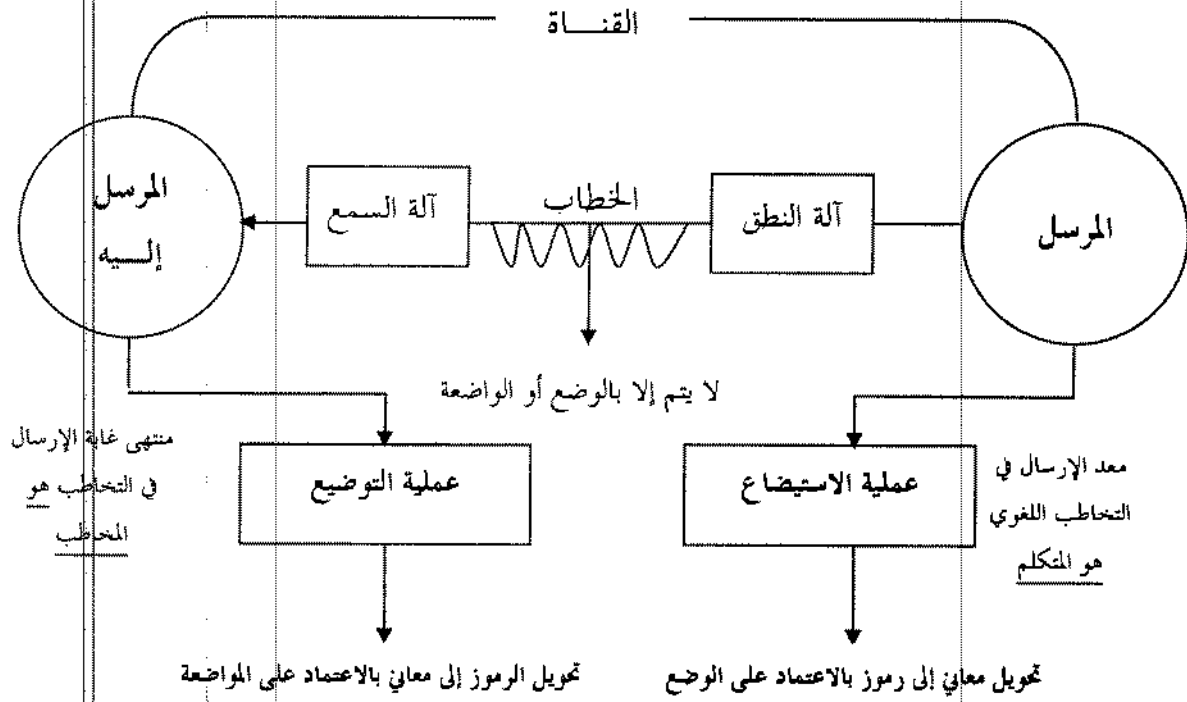 القنـــاة
المرسل
آلة النطق
الخطاب
آلة السمع
المرسل
إلـــيه
لا يتم إلا بالوضع أو الواضعة
معد الإرسال في
التخاطب اللغوي
هو المتكلم
عملية الاستيضاع
عملية التوضيع
منتهى غاية الإرسال
في التخاطب هو
المخاطب
تحويل معاني إلى رموز بالاعتماد على الوضع
تحويل الرموز إلى معاني بالاعتماد على المواضعة